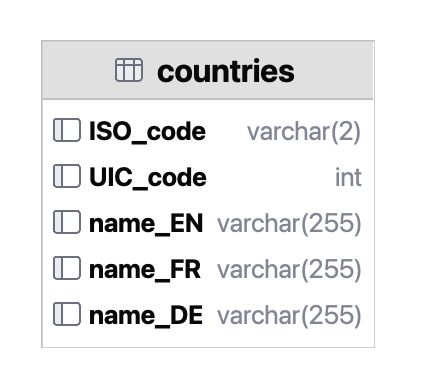 countries
ISO_code varchar(2)
UIC_code int
name_EN varchar(255)
name_FR varchar(255)
name_DE varchar(255)